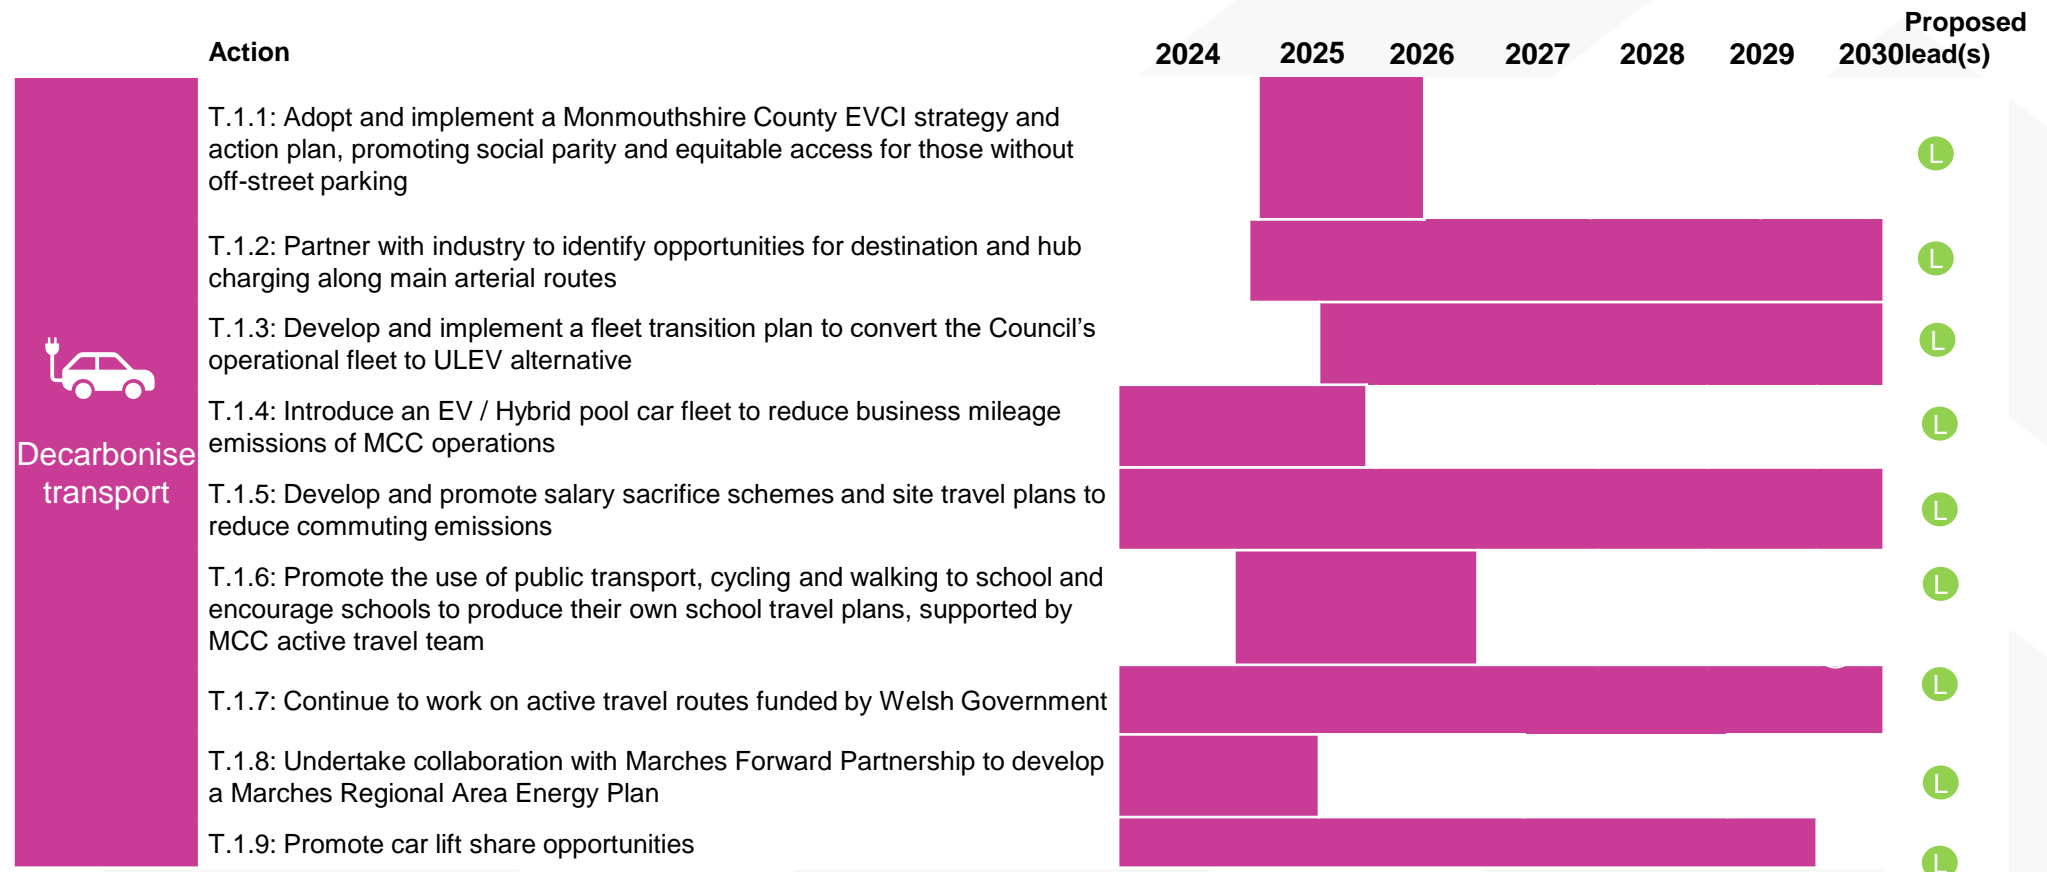 Action
2024 2025 2026 2027 2028 2029 2030
Proposed
lead(s)
Decarbonise
transport
T.1.1: Adopt and implement a Monmouthshire County EVCI strategy and
action plan, promoting social parity and equitable access for those without
off-street parking
L
T.1.2: Partner with industry to identify opportunities for destination and hub
charging along main arterial routes
L
T.1.3: Develop and implement a fleet transition plan to convert the Council's
operational fleet to ULEV alternative
L
T.1.4: Introduce an EV / Hybrid pool car fleet to reduce business mileage
emissions of MCC operations
L
T.1.5: Develop and promote salary sacrifice schemes and site travel plans to
reduce commuting emissions
L
T.1.6: Promote the use of public transport, cycling and walking to school and
encourage schools to produce their own school travel plans, supported by
MCC active travel team
L
T.1.7: Continue to work on active travel routes funded by Welsh Government
L
T.1.8: Undertake collaboration with Marches Forward Partnership to develop
a Marches Regional Area Energy Plan
L
T.1.9: Promote car lift share opportunities
L